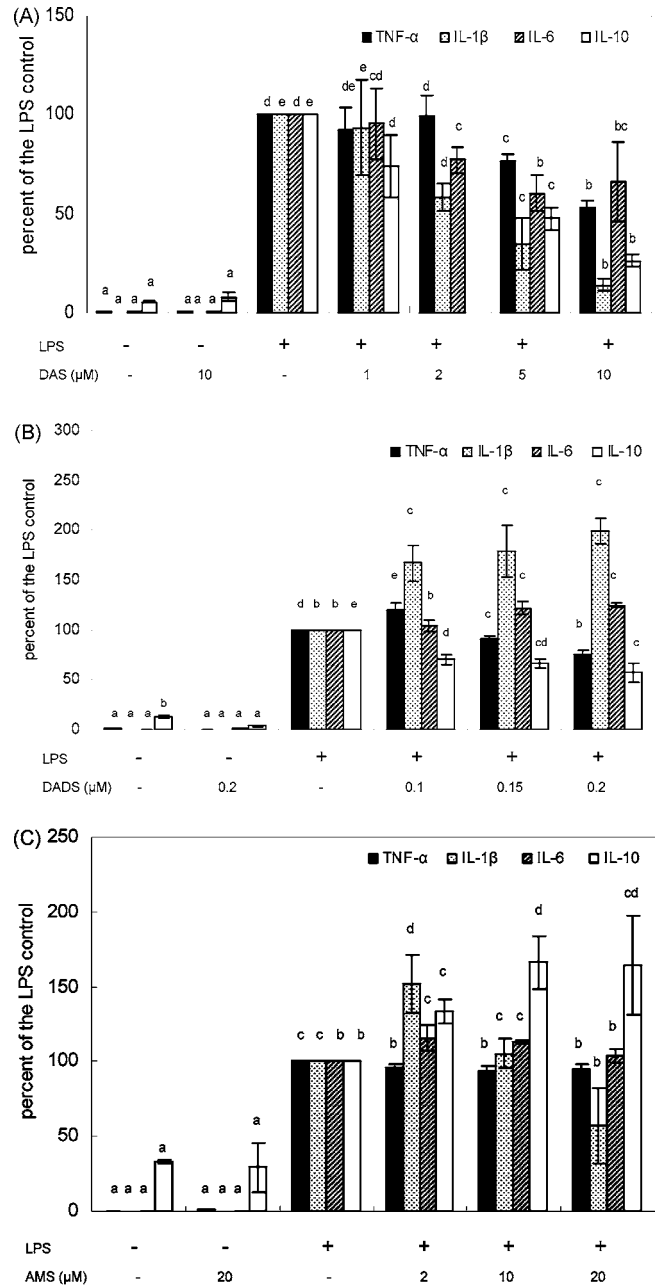 (A)
150
TNF-α IL-1β IL-6 IL-10
100
50
0
percent of the LPS control
a a a a a aa a d e d e de e cd d d d c c c b c b b bc b
LPS - - + + + + +
DAS (μM) - 10 - 1 2 5 10
(B)
300
TNF-α IL-1β IL-6 IL-10
250
200
150
100
50
0
percent of the LPS control
a a a b a a a a d b b e e c b d c c c cd b c c c
LPS - - + + + +
DADS (μM) - 0.2 - 0.1 0.15 0.2
(C)
250
TNF-α IL-1β IL-6 IL-10
200
150
100
50
0
percent of the LPS control
a a a a a a a a c c b b b d c c b c c d b b b cd
LPS - - + + + +
AMS (μM) - 20 - 2 10 20